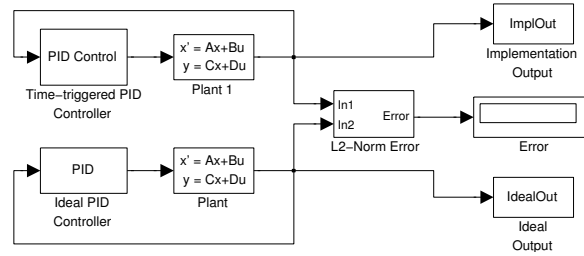 PID Control
Time-triggered PID
Controller
x' = Ax+Bu
y = Cx+Du
Plant 1
ImplOut
Implementation
Output
In1
In2
Error
L2-Norm Error
Error
PID
Ideal PID
Controller
x' = Ax+Bu
y = Cx+Du
Plant
IdealOut
Ideal
Output